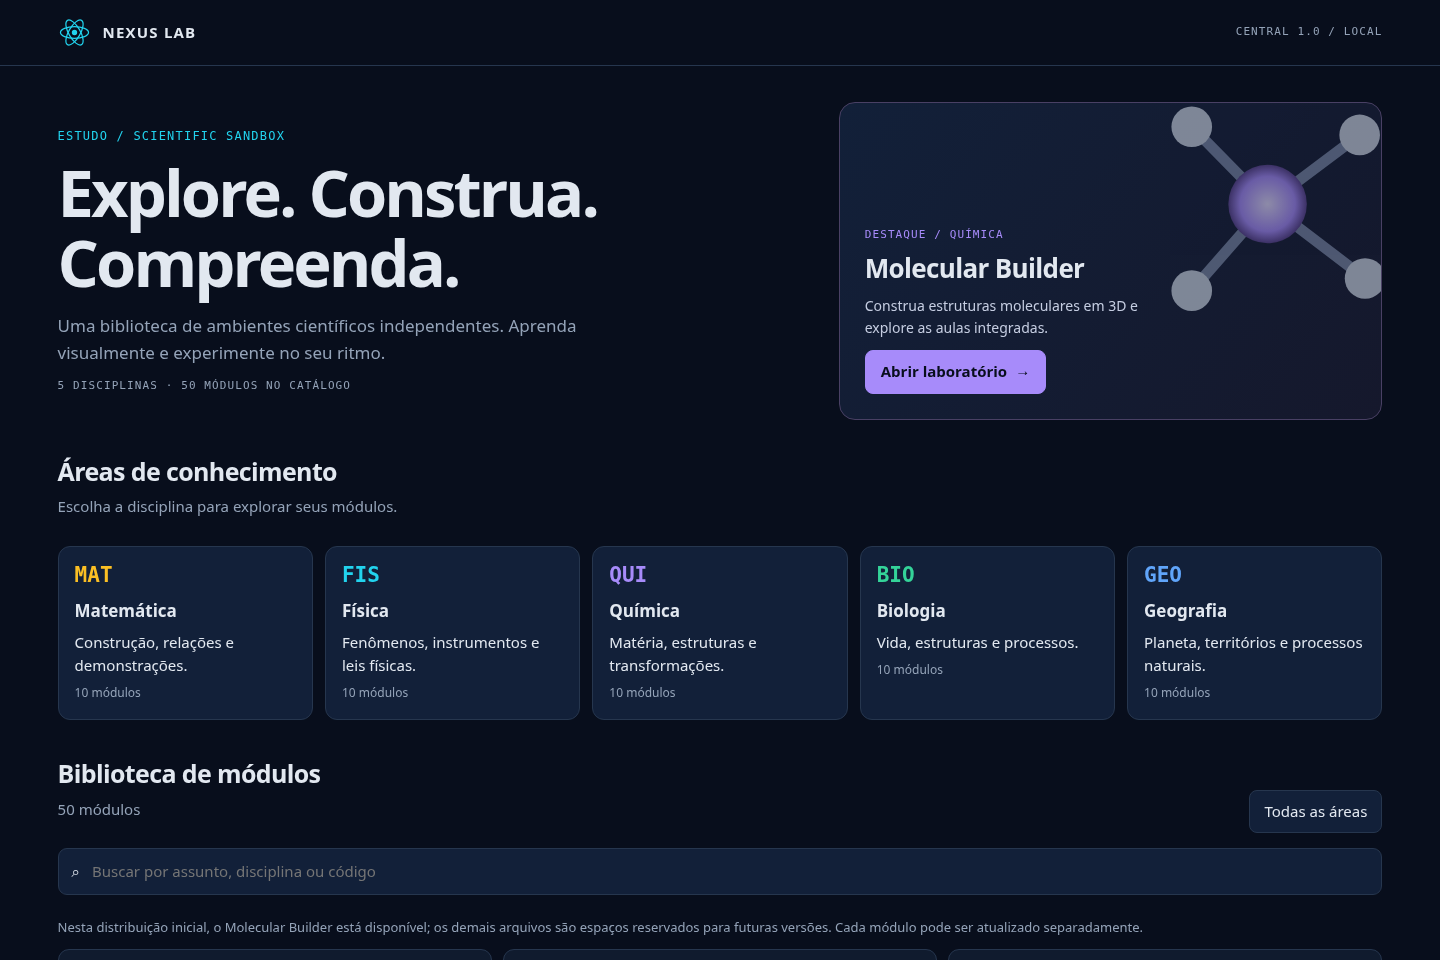 NEXUS LAB
CENTRAL 1.0 / LOCAL
ESTUDO / SCIENTIFIC SANDBOX
Explore. Construa.
Compreenda.
Uma biblioteca de ambientes científicos independentes. Aprenda
visualmente e experimente no seu ritmo.
5 DISCIPLINAS · 50 MÓDULOS NO CATÁLOGO
DESTAQUE / QUÍMICA
Molecular Builder
Construa estruturas moleculares em 3D e
explore as aulas integradas.
Abrir laboratório →
Áreas de conhecimento
Escolha a disciplina para explorar seus módulos.
MAT
Matemática
Construção, relações e
demonstrações.
10 módulos
FIS
Física
Fenômenos, instrumentos e
leis físicas.
10 módulos
QUI
Química
Matéria, estruturas e
transformações.
10 módulos
BIO
Biologia
Vida, estruturas e processos.
10 módulos
GEO
Geografia
Planeta, territórios e processos
naturais.
10 módulos
Biblioteca de módulos
50 módulos
Todas as áreas
Buscar por assunto, disciplina ou código
Nesta distribuição inicial, o Molecular Builder está disponível; os demais arquivos são espaços reservados para futuras versões. Cada módulo pode ser atualizado separadamente.